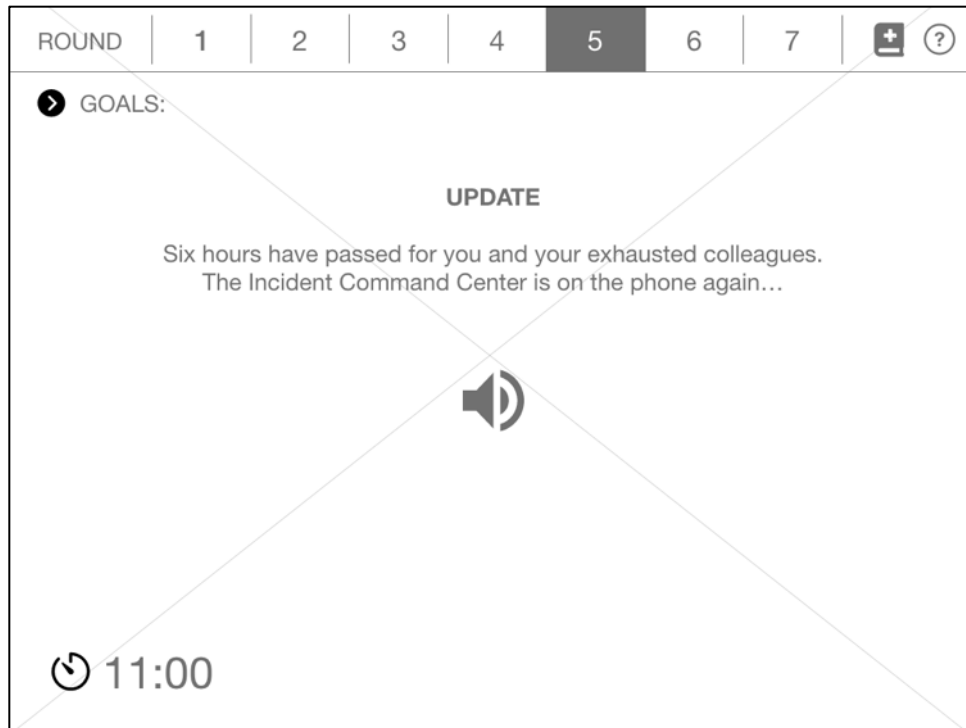 ROUND 1 2 3 4 5 6 7 ?
GOALS:
UPDATE
Six hours have passed for you and your exhausted colleagues.
The Incident Command Center is on the phone again…
11:00